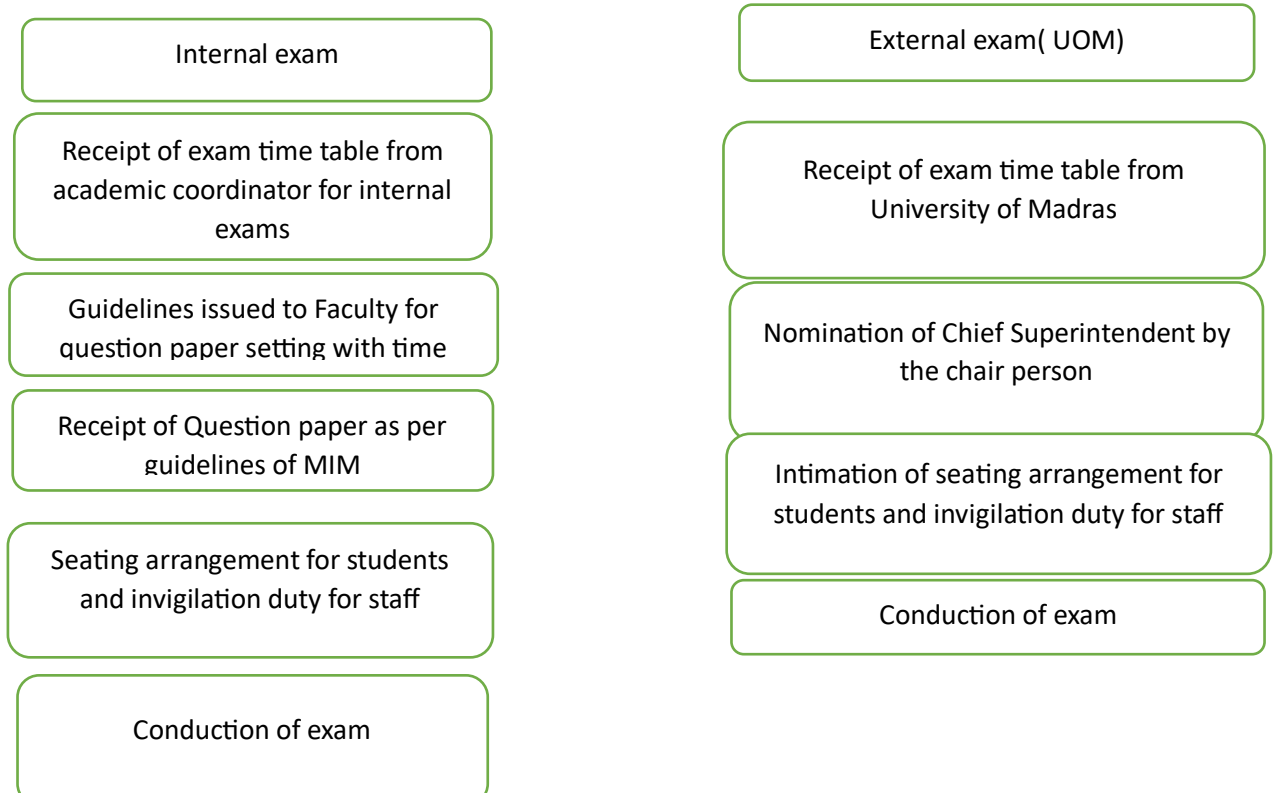 Internal exam
Receipt of exam time table from
academic coordinator for internal
exams
Guidelines issued to Faculty for
question paper setting with time
Receipt of Question paper as per
guidelines of MIM
Seating arrangement for students
and invigilation duty for staff
Conduction of exam
External exam( UOM)
Receipt of exam time table from
University of Madras
Nomination of Chief Superintendent by
the chair person
Intimation of seating arrangement for
students and invigilation duty for staff
Conduction of exam